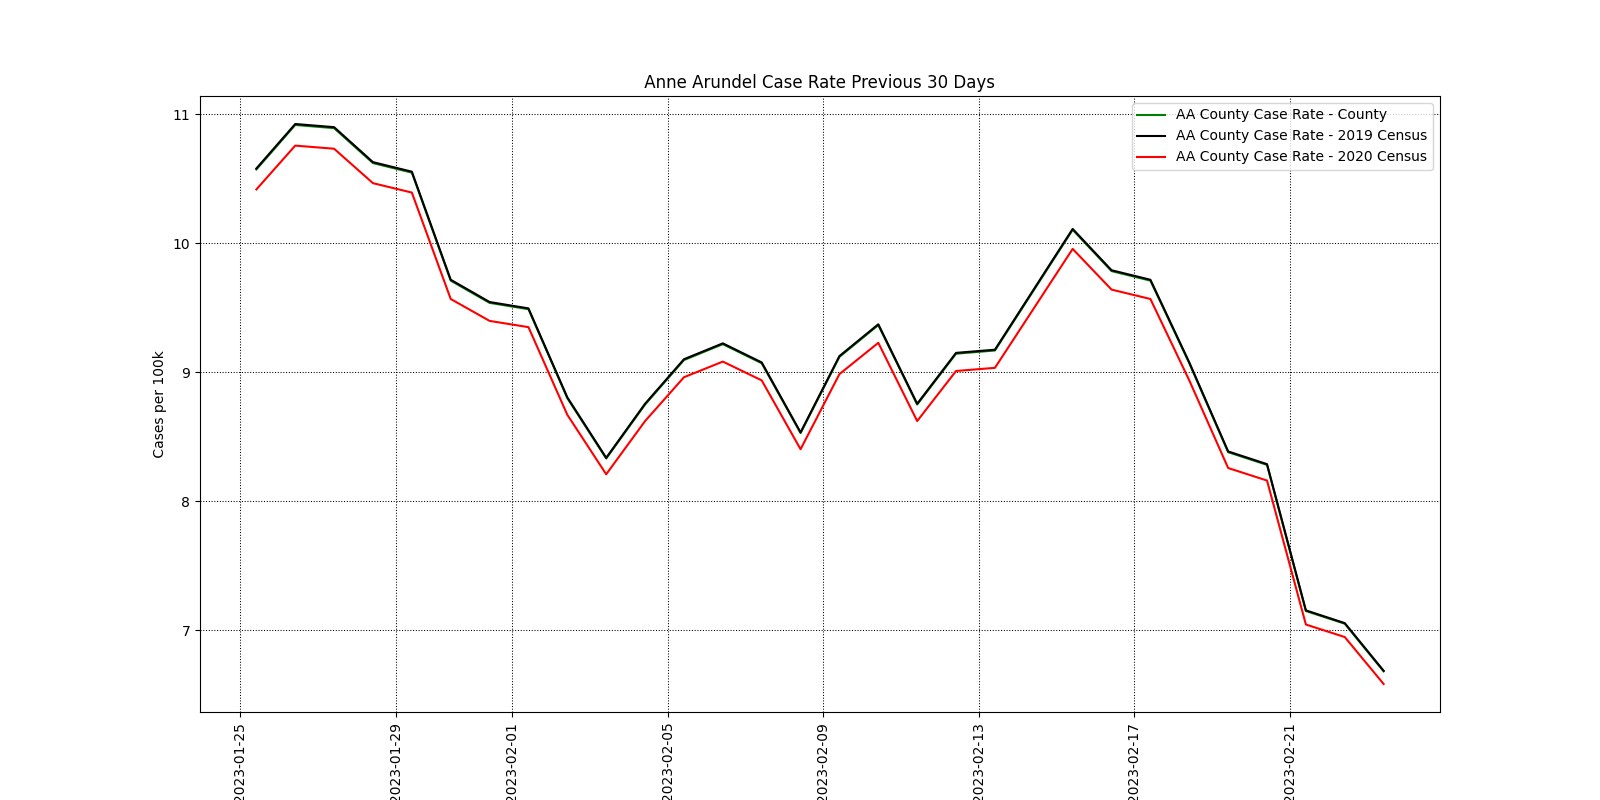 Anne Arundel Case Rate Previous 30 Days
AA County Case Rate - County
AA County Case Rate - 2019 Census
AA County Case Rate - 2020 Census
Cases per 100k
11
10
9
8
7
2023-01-25
2023-01-29
2023-02-01
2023-02-05
2023-02-09
2023-02-13
2023-02-17
2023-02-21